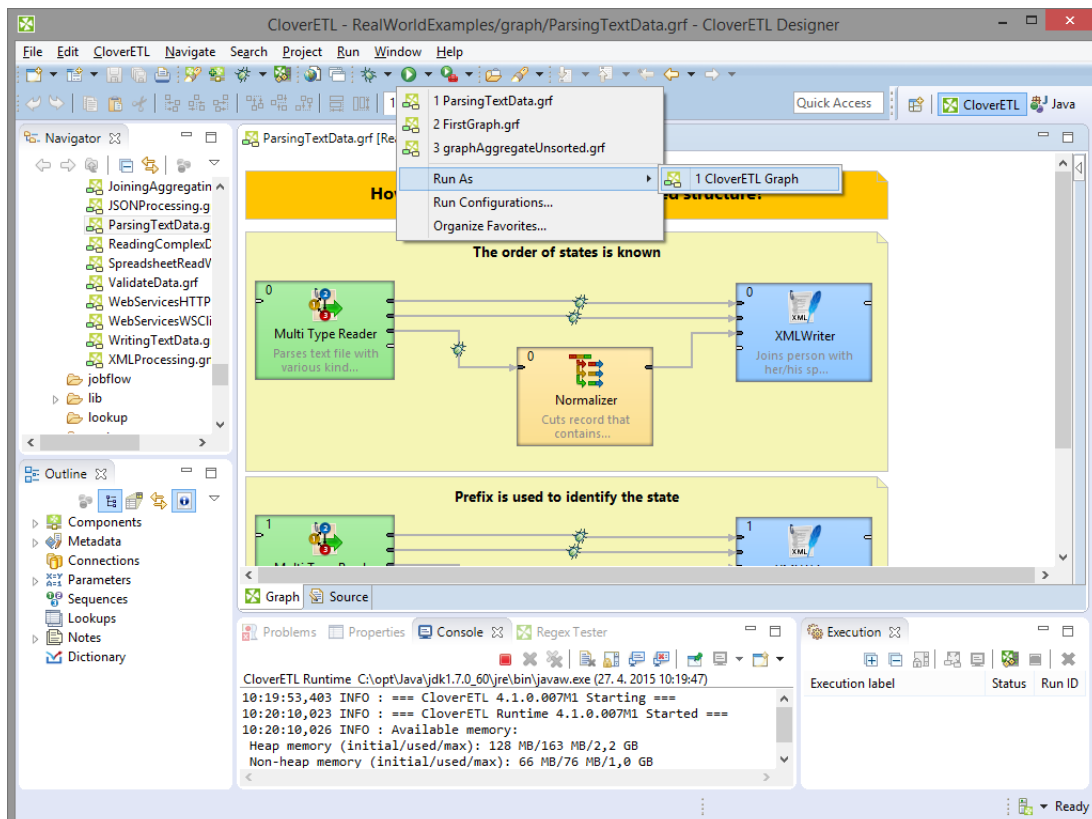 CloverETL - RealWorldExamples/graph/ParsingTextData.grf - CloverETL Designer
File Edit CloverETL Navigate Search Project Run Window Help
Quick Access CloverETL Java
1 ParsingTextData.grf
2 FirstGraph.grf
3 graphAggregateUnsorted.grf
Run As
1 CloverETL Graph
Run Configurations...
Organize Favorites...
Navigator
JoiningAggregatin
JSONProcessing.g
ParsingTextData.g
ReadingComplexD
SpreadsheetReadW
ValidateData.grf
WebServicesHTTP
WebServicesWSCli
WritingTextData.g
XMLProcessing.gr
jobflow
lib
lookup
Outline
Components
Metadata
Connections
Parameters
Sequences
Lookups
Notes
Dictionary
ParsingTextData.grf [Re
How
structure?
The order of states is known
0
Multi Type Reader
Parses text file with
various kind...
0
Normalizer
Cuts record that
contains...
0
XMLWriter
Joins person with
her/his sp...
Prefix is used to identify the state
1
1
Graph Source
Problems Properties Console Regex Tester
CloverETL Runtime C:\opt\Java\jdk1.7.0_60\jre\bin\javaw.exe (27. 4. 2015 10:19:47)
10:19:53,403 INFO : === CloverETL 4.1.0.007M1 Starting ===
10:20:10,023 INFO : === CloverETL Runtime 4.1.0.007M1 Started ===
10:20:10,026 INFO : Available memory:
Heap memory (initial/used/max): 128 MB/163 MB/2,2 GB
Non-heap memory (initial/used/max): 66 MB/76 MB/1,0 GB
Execution
Execution label Status Run ID
Ready